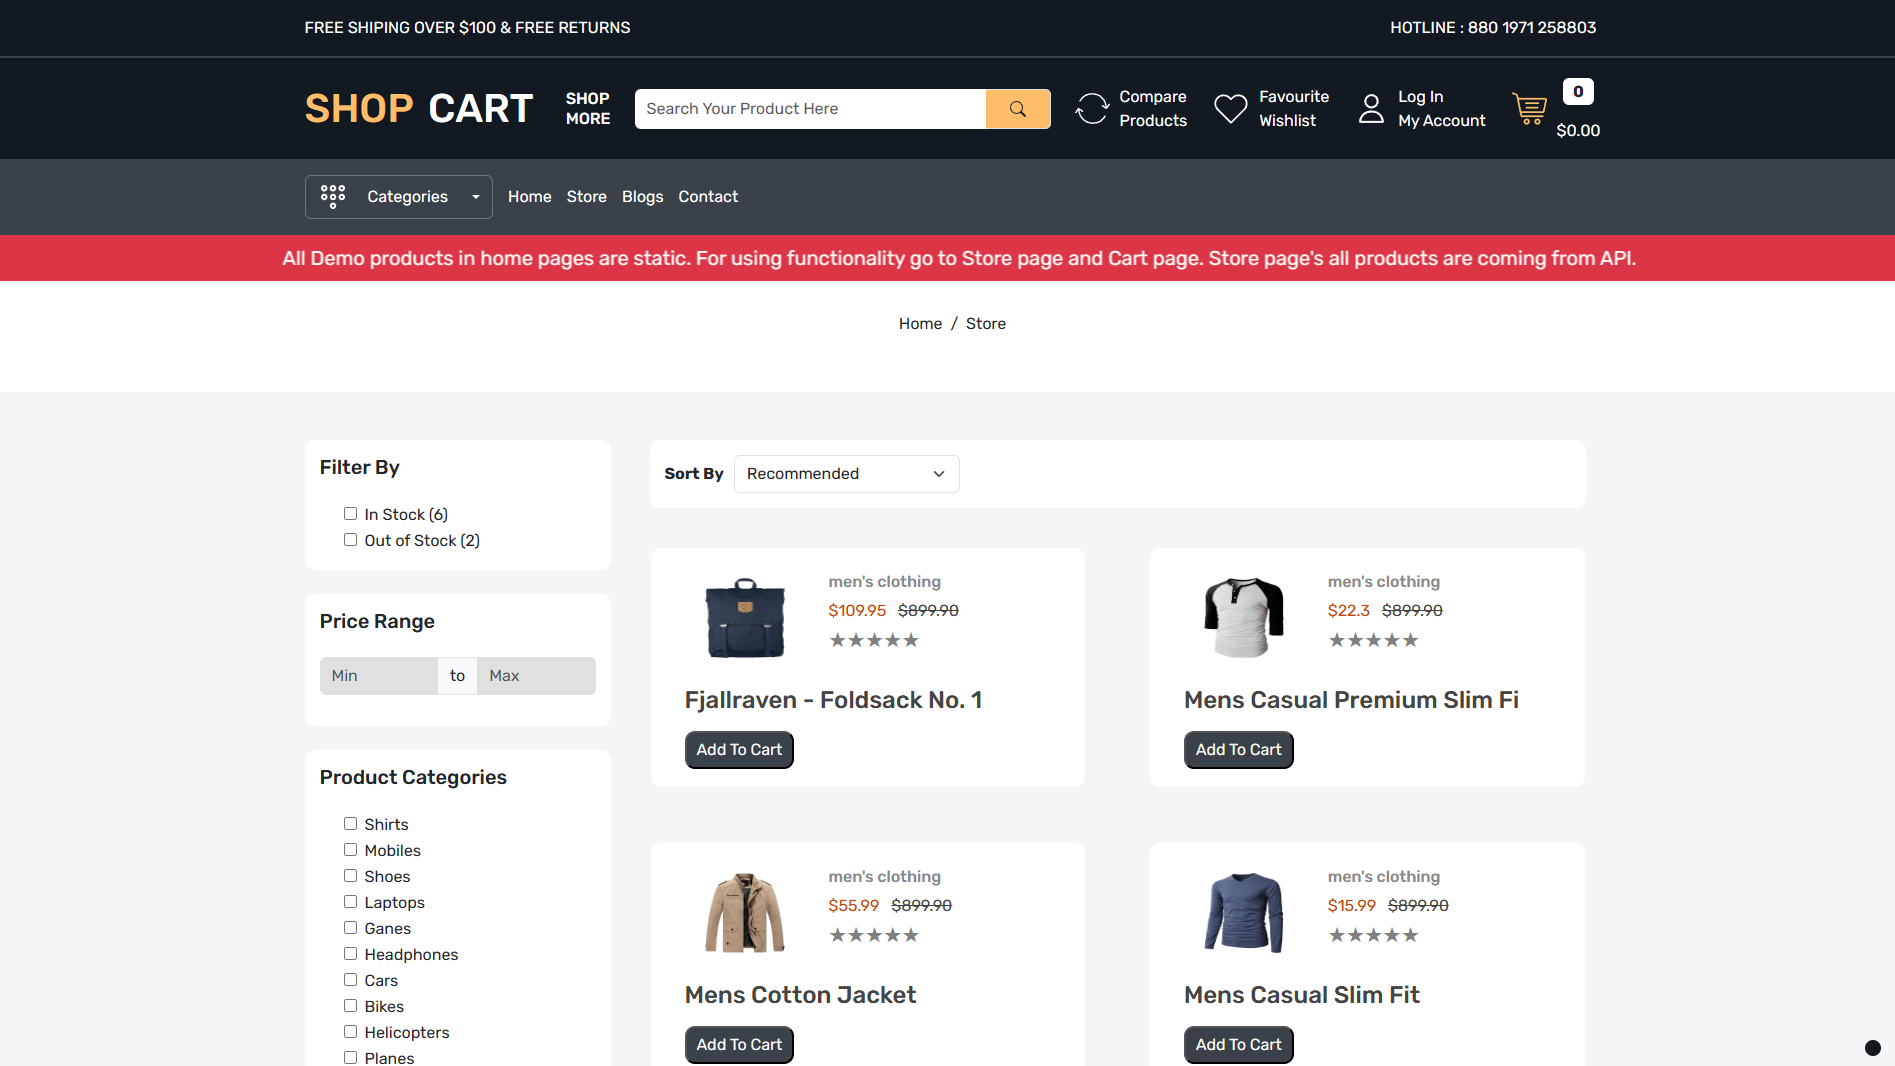 FREE SHIPING OVER $100 & FREE RETURNS
HOTLINE : 880 1971 258803
SHOP CART
SHOP
MORE
Search Your Product Here
Compare
Products
Favourite
Wishlist
Log In
My Account
0
$0.00
Categories
Home
Store
Blogs
Contact
All Demo products in home pages are static. For using functionality go to Store page and Cart page. Store page's all products are coming from API.
Home / Store
Filter By
In Stock (6)
Out of Stock (2)
Price Range
Min to Max
Product Categories
Shirts
Mobiles
Shoes
Laptops
Ganes
Headphones
Cars
Bikes
Helicopters
Planes
Sort By Recommended
men's clothing
$109.95 $899.90
Fjallraven - Foldsack No. 1
Add To Cart
men's clothing
$22.3 $899.90
Mens Casual Premium Slim Fi
Add To Cart
men's clothing
$55.99 $899.90
Mens Cotton Jacket
Add To Cart
men's clothing
$15.99 $899.90
Mens Casual Slim Fit
Add To Cart